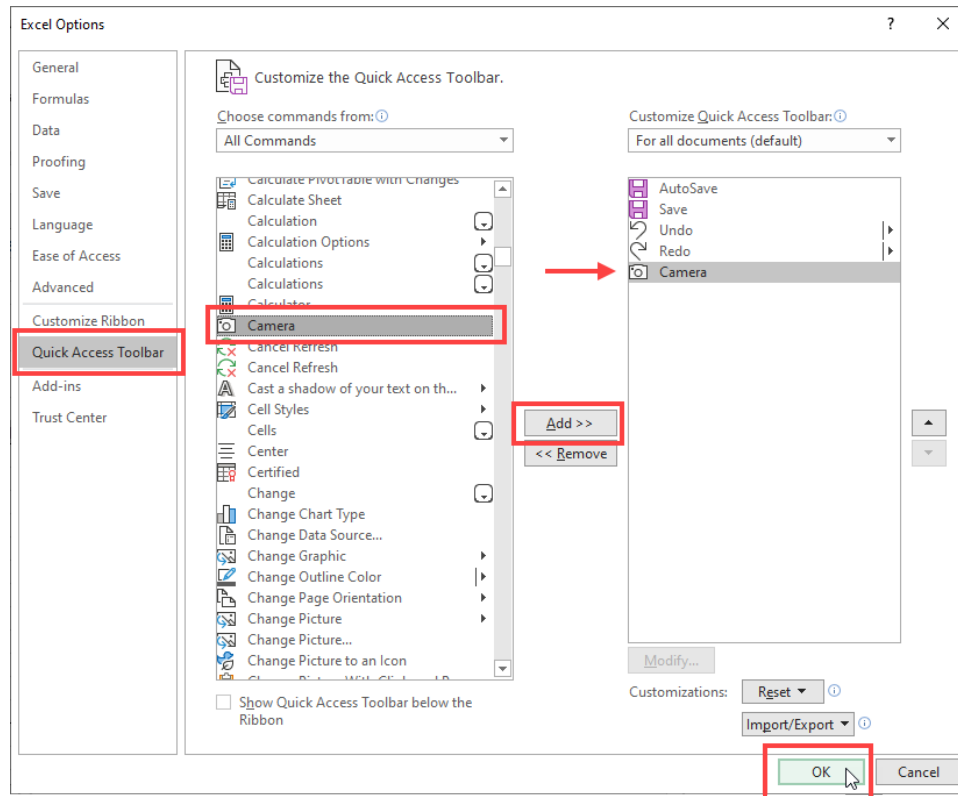 Excel Options
?
General
Formulas
Data
Proofing
Save
Language
Ease of Access
Advanced
Customize Ribbon
Quick Access Toolbar
Add-ins
Trust Center
Customize the Quick Access Toolbar.
Choose commands from:
All Commands
Calculate PivotTable with Changes
Calculate Sheet
Calculation
Calculation Options
Calculations
Calculations
Calculator
Camera
Cancel Refresh
Cancel Refresh
Cast a shadow of your text on th...
Cell Styles
Cells
Center
Certified
Change
Change Chart Type
Change Data Source...
Change Graphic
Change Outline Color
Change Page Orientation
Change Picture
Change Picture...
Change Picture to an Icon
Show Quick Access Toolbar below the
Ribbon
Add >>
<< Remove
Customize Quick Access Toolbar:
For all documents (default)
AutoSave
Save
Undo
Redo
Camera
Modify...
Customizations:
Reset
Import/Export
OK
Cancel